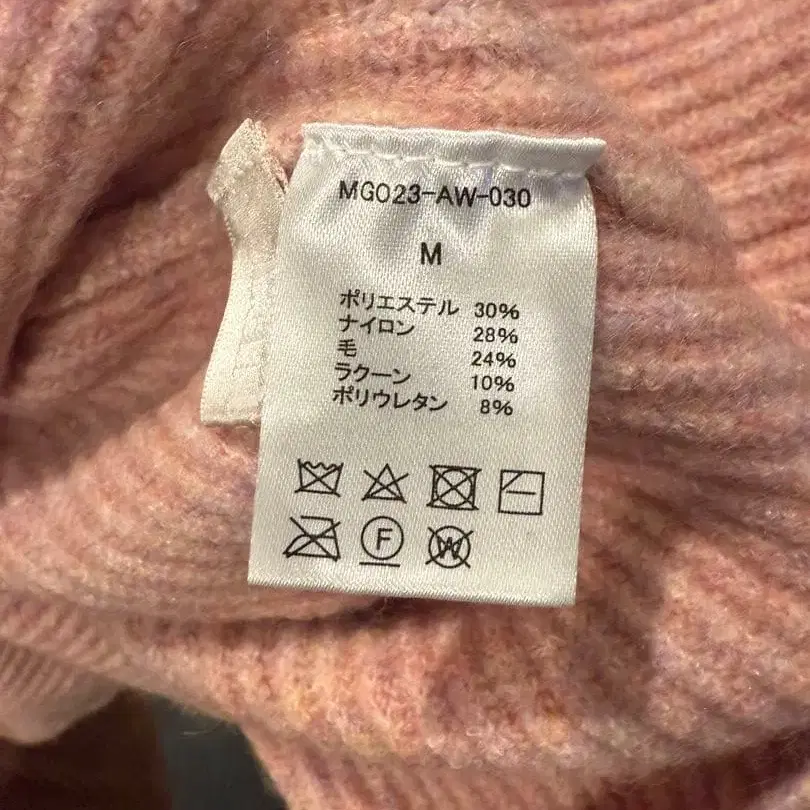 MG023-AW-030
M
ポリエステル 30%
ナイロン 28%
毛 24%
ラクーン 10%
ポリウレタン 8%
F
W